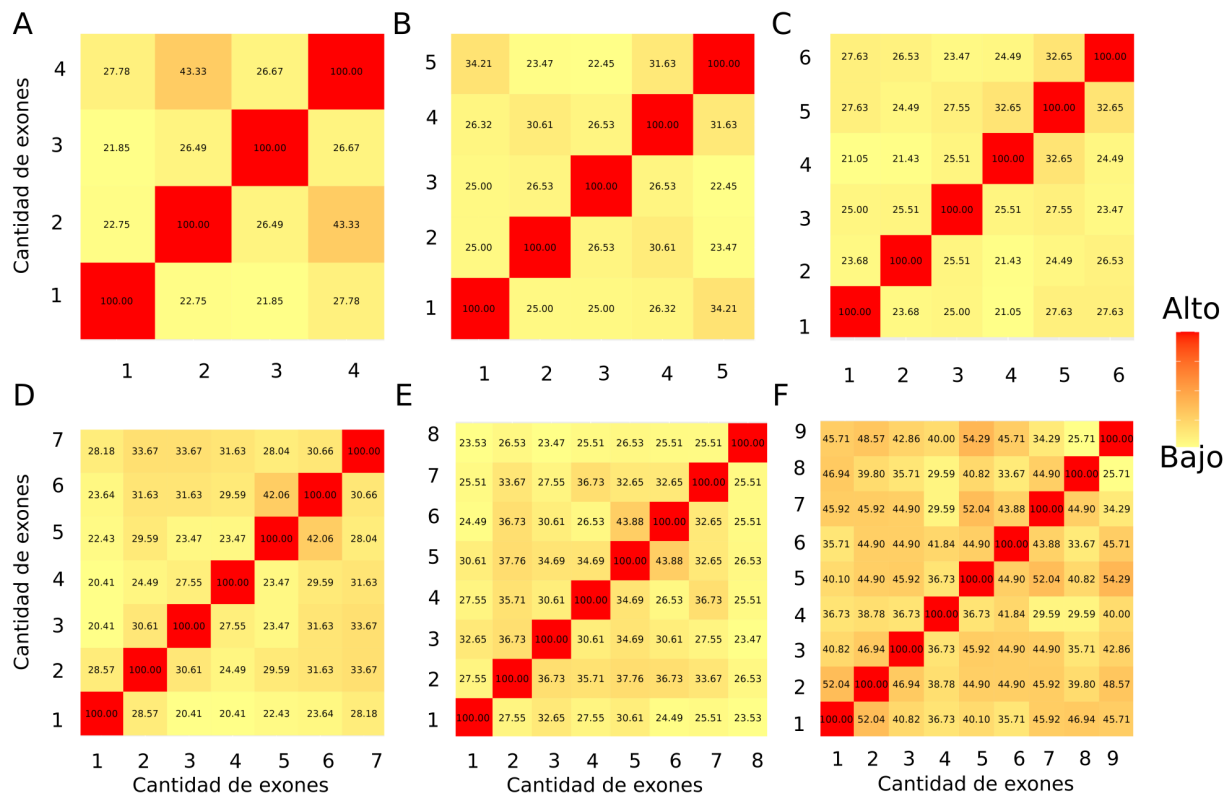 A
B
C
Cantidad de exones
4 27.78 43.33 26.67 100.00
3 21.85 26.49 100.00 26.67
2 22.75 100.00 26.49 43.33
1 100.00 22.75 21.85 27.78
1 2 3 4
5 34.21 23.47 22.45 31.63 100.00
4 26.32 30.61 26.53 100.00 31.63
3 25.00 26.53 100.00 26.53 22.45
2 25.00 100.00 26.53 30.61 23.47
1 100.00 25.00 25.00 26.32 34.21
1 2 3 4 5
6 27.63 26.53 23.47 24.49 32.65 100.00
5 27.63 24.49 27.55 32.65 100.00 32.65
4 21.05 21.43 25.51 100.00 32.65 24.49
3 25.00 25.51 100.00 25.51 27.55 23.47
2 23.68 100.00 25.51 21.43 24.49 26.53
1 100.00 23.68 25.00 21.05 27.63 27.63
1 2 3 4 5 6
Alto
Bajo
D
E
F
Cantidad de exones
7 28.18 33.67 33.67 31.63 28.04 30.66 100.00
6 23.64 31.63 31.63 29.59 42.06 100.00 30.66
5 22.43 29.59 23.47 23.47 100.00 42.06 28.04
4 20.41 24.49 27.55 100.00 23.47 29.59 31.63
3 20.41 30.61 100.00 27.55 23.47 31.63 33.67
2 28.57 100.00 30.61 24.49 29.59 31.63 33.67
1 100.00 28.57 20.41 20.41 22.43 23.64 28.18
1 2 3 4 5 6 7
Cantidad de exones
8 23.53 26.53 23.47 25.51 26.53 25.51 25.51 100.00
7 25.51 33.67 27.55 36.73 32.65 32.65 100.00 25.51
6 24.49 36.73 30.61 26.53 43.88 100.00 32.65 25.51
5 30.61 37.76 34.69 34.69 100.00 43.88 32.65 26.53
4 27.55 35.71 30.61 100.00 34.69 26.53 36.73 25.51
3 32.65 36.73 100.00 30.61 34.69 30.61 27.55 23.47
2 27.55 100.00 36.73 35.71 37.76 36.73 33.67 26.53
1 100.00 27.55 32.65 27.55 30.61 24.49 25.51 23.53
1 2 3 4 5 6 7 8
9 45.71 48.57 42.86 40.00 54.29 45.71 34.29 25.71 100.00
8 46.94 39.80 35.71 29.59 40.82 33.67 44.90 100.00 25.71
7 45.92 45.92 44.90 29.59 52.04 43.88 100.00 44.90 34.29
6 35.71 44.90 44.90 41.84 44.90 100.00 43.88 33.67 45.71
5 40.10 44.90 45.92 36.73 100.00 44.90 52.04 40.82 54.29
4 36.73 38.78 36.73 100.00 36.73 41.84 29.59 29.59 40.00
3 40.82 46.94 100.00 36.73 45.92 44.90 44.90 35.71 42.86
2 52.04 100.00 46.94 38.78 44.90 44.90 45.92 39.80 48.57
1 100.00 52.04 40.82 36.73 40.10 35.71 45.92 46.94 45.71
1 2 3 4 5 6 7 8 9
Cantidad de exones